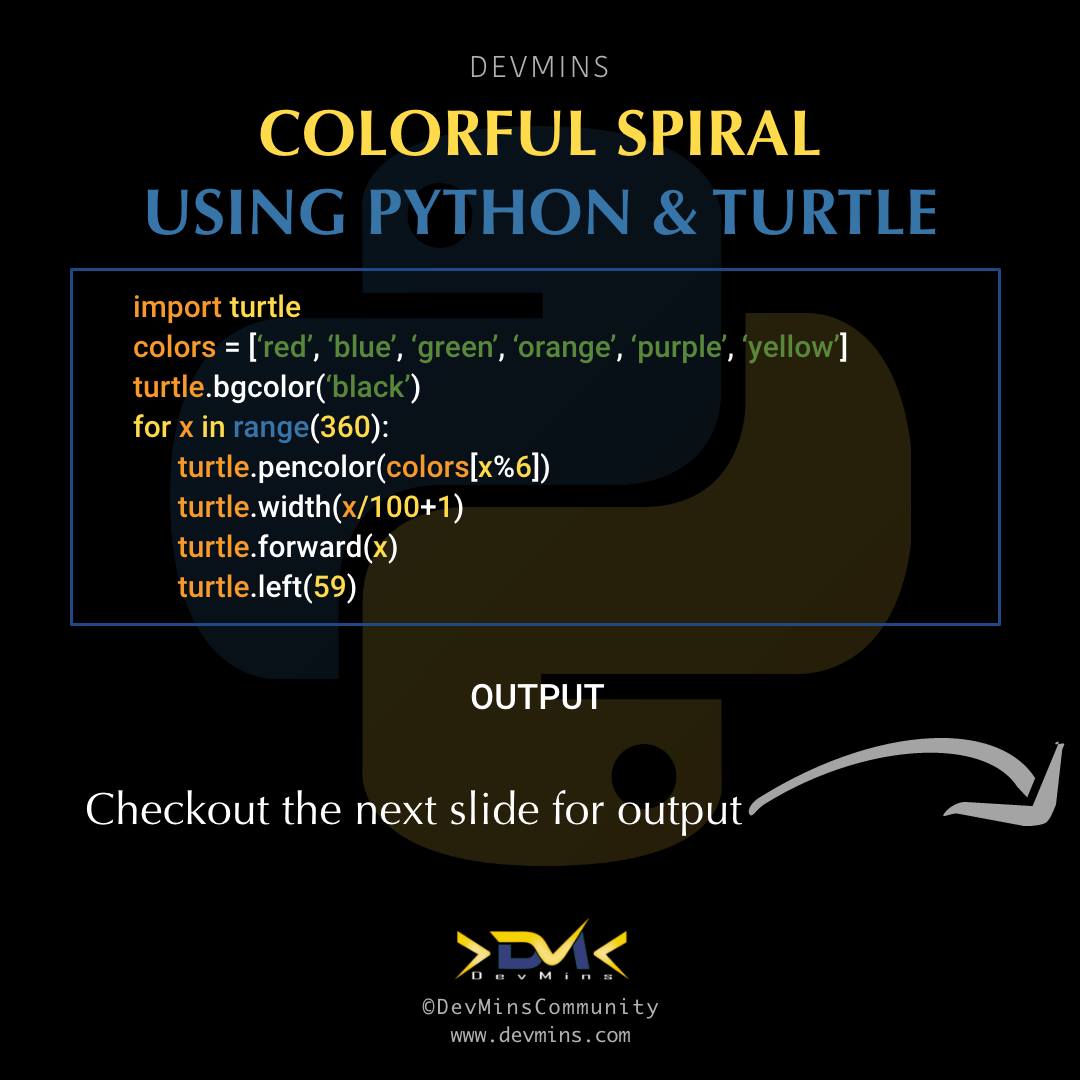 DEVMINS
COLORFUL SPIRAL
USING PYTHON & TURTLE
import turtle
colors = [‘red’, ‘blue’, ‘green’, ‘orange’, ‘purple’, ‘yellow’]
turtle.bgcolor(‘black’)
for x in range(360):
turtle.pencolor(colors[x%6])
turtle.width(x/100+1)
turtle.forward(x)
turtle.left(59)
OUTPUT
Checkout the next slide for output
DM
DevMins
©DevMinsCommunity
www.devmins.com